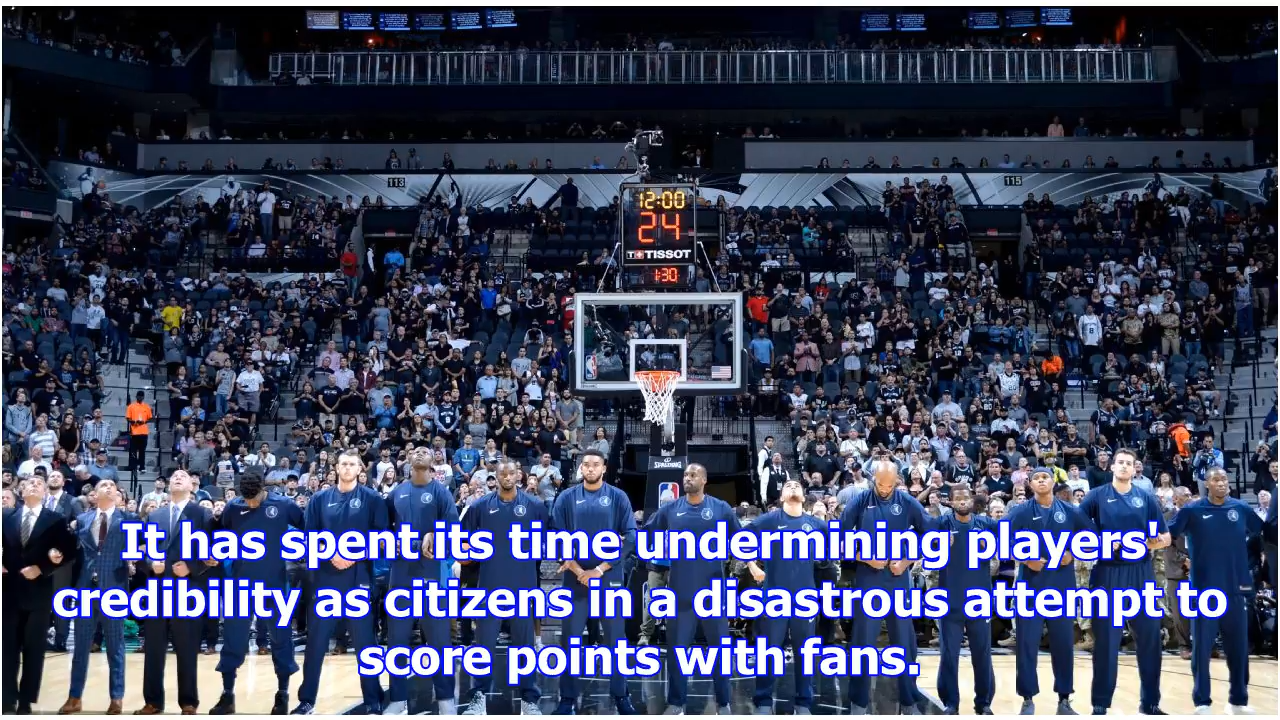 113
115
12:00
24
TISSOT
1:30
SPALDING
It has spent its time undermining players'
credibility as citizens in a disastrous attempt to
score points with fans.